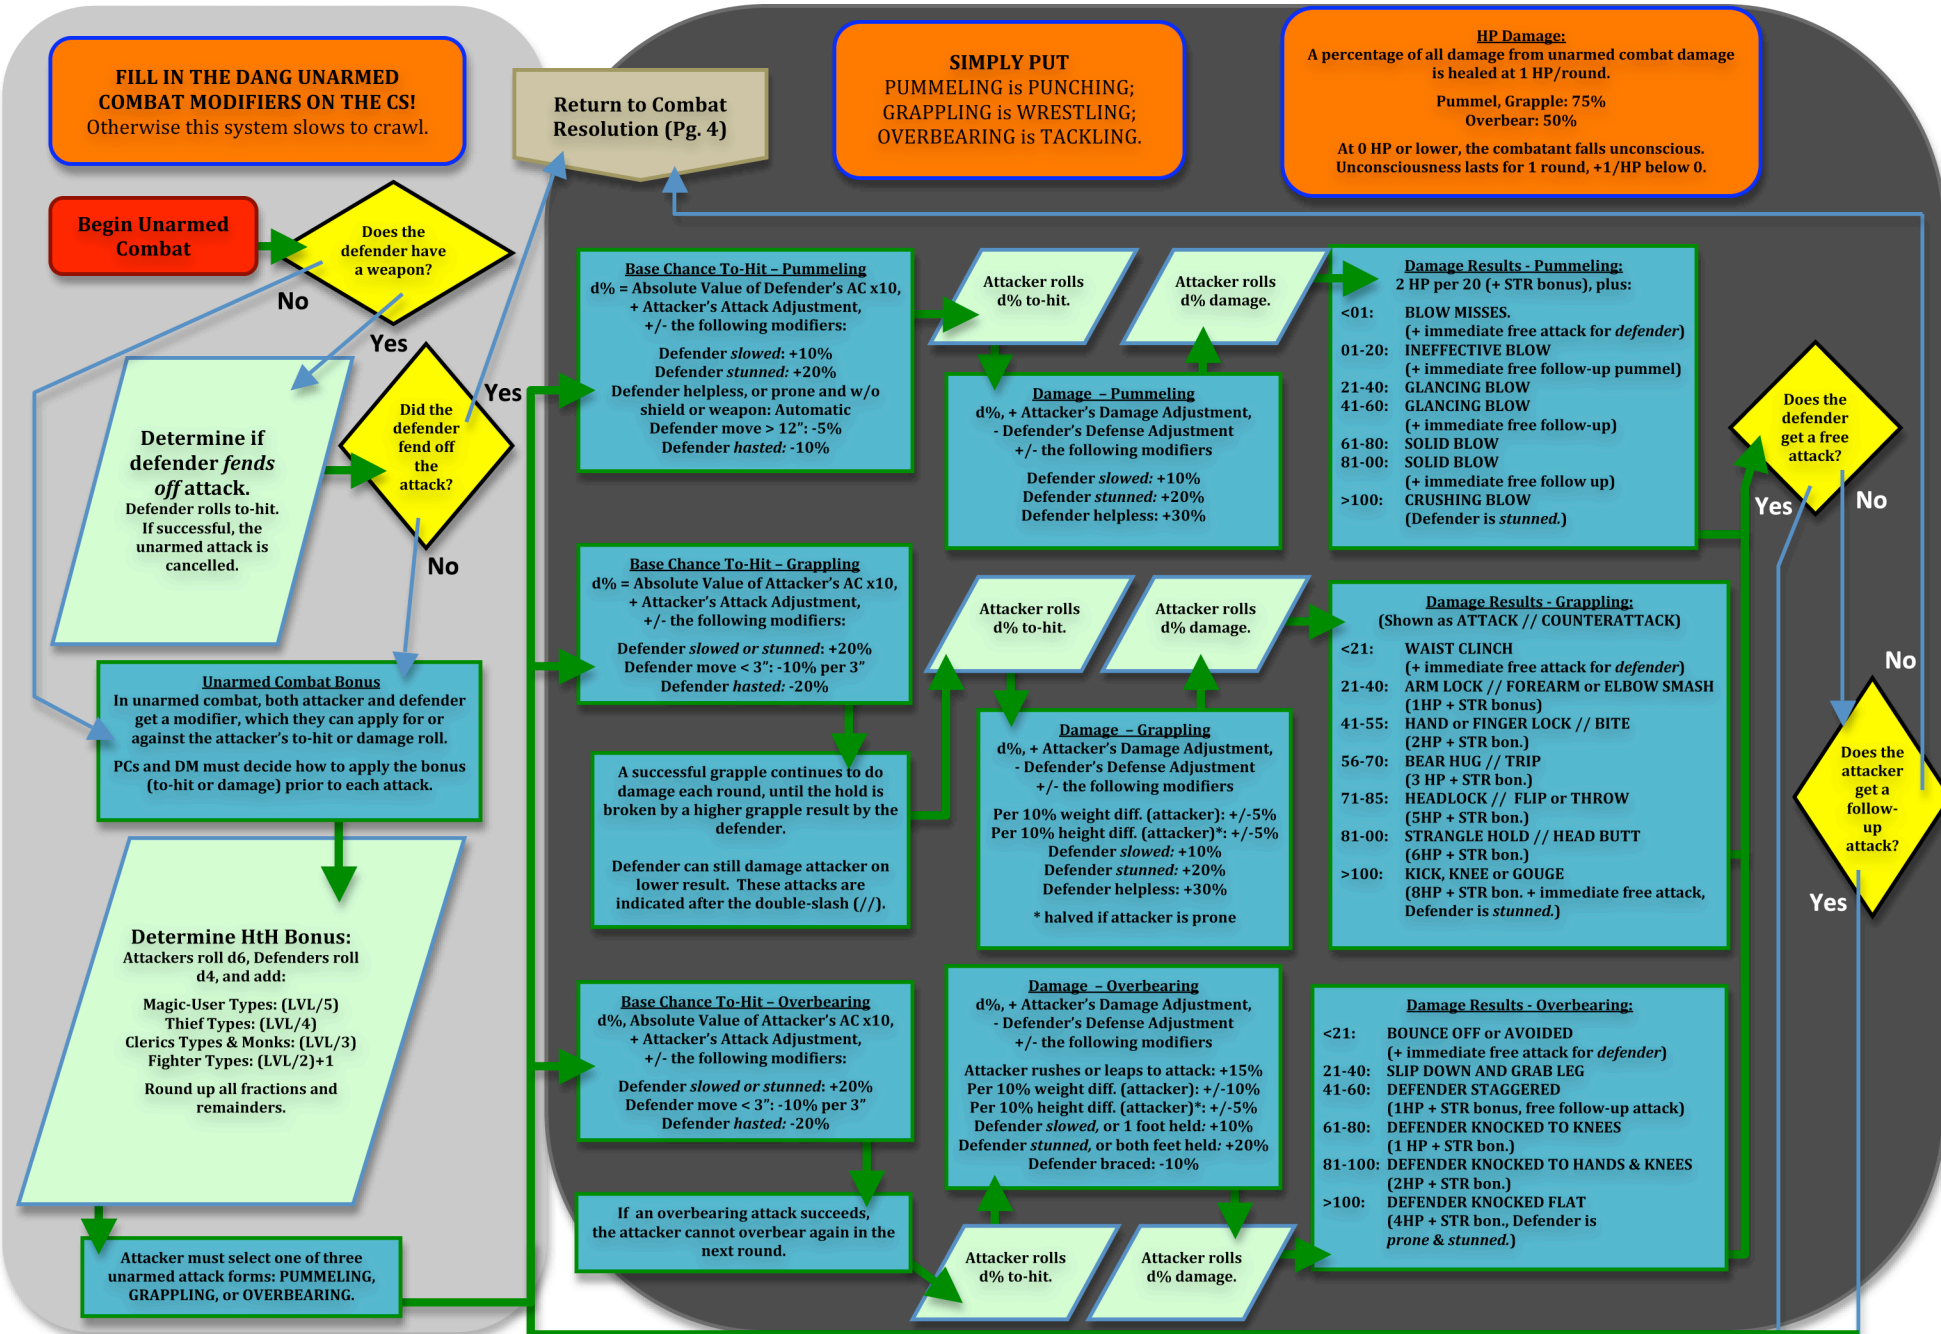 FILL IN THE DANG UNARMED
COMBAT MODIFIERS ON THE CS!
Otherwise this system slows to crawl.
Return to Combat
Resolution (Pg. 4)
SIMPLY PUT
PUMMELING is PUNCHING;
GRAPPLING is WRESTLING;
OVERBEARING is TACKLING.
HP Damage:
A percentage of all damage from unarmed combat damage
is healed at 1 HP/round.
Pummel, Grapple: 75%
Overbear: 50%
At 0 HP or lower, the combatant falls unconscious.
Unconsciousness lasts for 1 round, +1/HP below 0.
Begin Unarmed
Combat
Does the
defender have
a weapon?
No
Yes
Determine if
defender fends
off attack.
Defender rolls to-hit.
If successful, the
unarmed attack is
cancelled.
Did the
defender
fend off
the
attack?
Yes
No
Unarmed Combat Bonus
In unarmed combat, both attacker and defender
get a modifier, which they can apply for or
against the attacker's to-hit or damage roll.
PCs and DM must decide how to apply the bonus
(to-hit or damage) prior to each attack.
Determine HtH Bonus:
Attackers roll d6, Defenders roll
d4, and add:
Magic-User Types: (LVL/5)
Thief Types: (LVL/4)
Clerics Types & Monks: (LVL/3)
Fighter Types: (LVL/2)+1
Round up all fractions and
remainders.
Attacker must select one of three
unarmed attack forms: PUMMELING,
GRAPPLING, or OVERBEARING.
Base Chance To-Hit – Pummeling
d% = Absolute Value of Defender's AC x10,
+ Attacker's Attack Adjustment,
+/- the following modifiers:
Defender slowed: +10%
Defender stunned: +20%
Defender helpless, or prone and w/o
shield or weapon: Automatic
Defender move > 12": -5%
Defender hasted: -10%
Attacker rolls
d% to-hit.
Damage – Pummeling
d%, + Attacker's Damage Adjustment,
- Defender's Defense Adjustment
+/- the following modifiers
Defender slowed: +10%
Defender stunned: +20%
Defender helpless: +30%
Attacker rolls
d% damage.
Damage Results - Pummeling:
2 HP per 20 (+ STR bonus), plus:
<01: BLOW MISSES.
(+ immediate free attack for defender)
01-20: INEFFECTIVE BLOW
(+ immediate free follow-up pummel)
21-40: GLANCING BLOW
41-60: GLANCING BLOW
(+ immediate free follow-up)
61-80: SOLID BLOW
81-00: SOLID BLOW
(+ immediate free follow up)
>100: CRUSHING BLOW
(Defender is stunned.)
Base Chance To-Hit – Grappling
d% = Absolute Value of Attacker's AC x10,
+ Attacker's Attack Adjustment,
+/- the following modifiers:
Defender slowed or stunned: +20%
Defender move < 3": -10% per 3"
Defender hasted: -20%
A successful grapple continues to do
damage each round, until the hold is
broken by a higher grapple result by the
defender.
Defender can still damage attacker on
lower result. These attacks are
indicated after the double-slash (//).
Attacker rolls
d% to-hit.
Damage – Grappling
d%, + Attacker's Damage Adjustment,
- Defender's Defense Adjustment
+/- the following modifiers
Per 10% weight diff. (attacker): +/-5%
Per 10% height diff. (attacker)*: +/-5%
Defender slowed: +10%
Defender stunned: +20%
Defender helpless: +30%
* halved if attacker is prone
Attacker rolls
d% damage.
Damage Results - Grappling:
(Shown as ATTACK // COUNTERATTACK)
<21: WAIST CLINCH
(+ immediate free attack for defender)
21-40: ARM LOCK // FOREARM or ELBOW SMASH
(1HP + STR bonus)
41-55: HAND or FINGER LOCK // BITE
(2HP + STR bon.)
56-70: BEAR HUG // TRIP
(3 HP + STR bon.)
71-85: HEADLOCK // FLIP or THROW
(5HP + STR bon.)
81-00: STRANGLE HOLD // HEAD BUTT
(6HP + STR bon.)
>100: KICK, KNEE or GOUGE
(8HP + STR bon. + immediate free attack,
Defender is stunned.)
Base Chance To-Hit – Overbearing
d%, Absolute Value of Attacker's AC x10,
+ Attacker's Attack Adjustment,
+/- the following modifiers:
Defender slowed or stunned: +20%
Defender move < 3": -10% per 3"
Defender hasted: -20%
If an overbearing attack succeeds,
the attacker cannot overbear again in the
next round.
Attacker rolls
d% to-hit.
Damage – Overbearing
d%, + Attacker's Damage Adjustment,
- Defender's Defense Adjustment
+/- the following modifiers
Attacker rushes or leaps to attack: +15%
Per 10% weight diff. (attacker): +/-10%
Per 10% height diff. (attacker)*: +/-5%
Defender slowed, or 1 foot held: +10%
Defender stunned, or both feet held: +20%
Defender braced: -10%
Attacker rolls
d% damage.
Damage Results - Overbearing:
<21: BOUNCE OFF or AVOIDED
(+ immediate free attack for defender)
21-40: SLIP DOWN AND GRAB LEG
41-60: DEFENDER STAGGERED
(1HP + STR bonus, free follow-up attack)
61-80: DEFENDER KNOCKED TO KNEES
(1 HP + STR bon.)
81-100: DEFENDER KNOCKED TO HANDS & KNEES
(2HP + STR bon.)
>100: DEFENDER KNOCKED FLAT
(4HP + STR bon., Defender is
prone & stunned.)
Does the
defender
get a free
attack?
Yes
No
Does the
attacker
get a
follow-
up
attack?
No
Yes